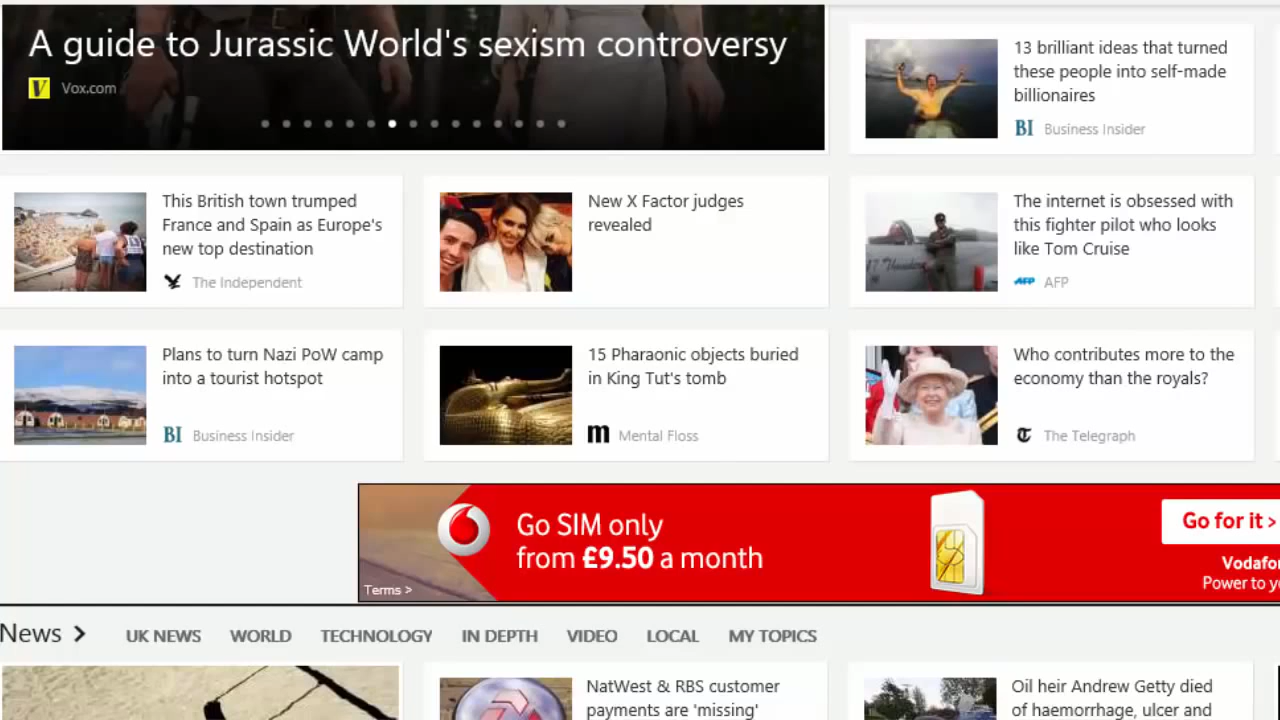 A guide to Jurassic World's sexism controversy
Vox.com
13 brilliant ideas that turned
these people into self-made
billionaires
BI Business Insider
This British town trumped
France and Spain as Europe's
new top destination
The Independent
New X Factor judges
revealed
The internet is obsessed with
this fighter pilot who looks
like Tom Cruise
AFP AFP
Plans to turn Nazi PoW camp
into a tourist hotspot
BI Business Insider
15 Pharaonic objects buried
in King Tut's tomb
m Mental Floss
Who contributes more to the
economy than the royals?
The Telegraph
Go SIM only
from £9.50 a month
Terms >
Go for it >
Vodafo
Power to y
News
UK NEWS WORLD TECHNOLOGY IN DEPTH VIDEO LOCAL MY TOPICS
NatWest & RBS customer
payments are 'missing'
Oil heir Andrew Getty died
of haemorrhage, ulcer and